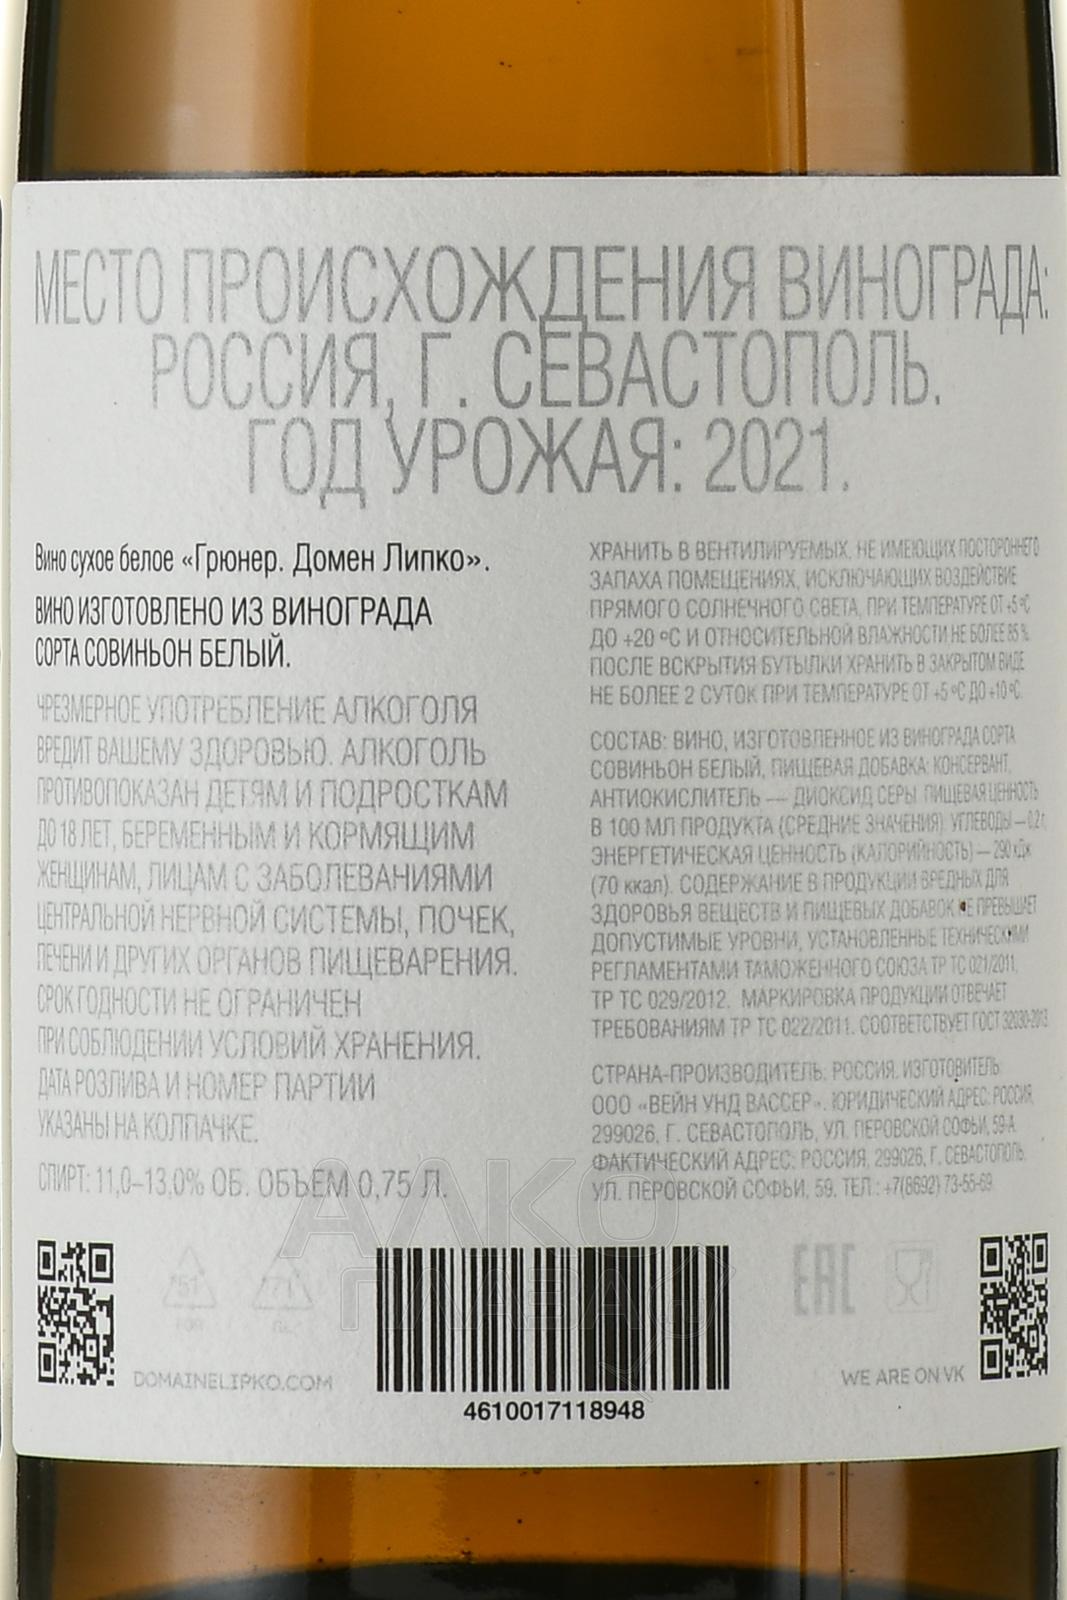 МЕСТО ПРОИСХОЖДЕНИЯ ВИНОГРАДА:
РОССИЯ, Г. СЕВАСТОПОЛЬ.
ГОД УРОЖАЯ: 2021.
Вино сухое белое «Грюнер. Домен Липко».
ВИНО ИЗГОТОВЛЕНО ИЗ ВИНОГРАДА
СОРТА СОВИНЬОН БЕЛЫЙ.
ЧРЕЗМЕРНОЕ УПОТРЕБЛЕНИЕ АЛКОГОЛЯ
ВРЕДИТ ВАШЕМУ ЗДОРОВЬЮ. АЛКОГОЛЬ
ПРОТИВОПОКАЗАН ДЕТЯМ И ПОДРОСТКАМ
ДО 18 ЛЕТ, БЕРЕМЕННЫМ И КОРМЯЩИМ
ЖЕНЩИНАМ, ЛИЦАМ С ЗАБОЛЕВАНИЯМИ
ЦЕНТРАЛЬНОЙ НЕРВНОЙ СИСТЕМЫ, ПОЧЕК,
ПЕЧЕНИ И ДРУГИХ ОРГАНОВ ПИЩЕВАРЕНИЯ.
СРОК ГОДНОСТИ НЕ ОГРАНИЧЕН
ПРИ СОБЛЮДЕНИИ УСЛОВИЙ ХРАНЕНИЯ.
ДАТА РОЗЛИВА И НОМЕР ПАРТИИ
УКАЗАНЫ НА КОЛПАЧКЕ.
СПИРТ: 11,0–13,0% ОБ. ОБЪЕМ 0,75 Л.
ХРАНИТЬ В ВЕНТИЛИРУЕМЫХ, НЕ ИМЕЮЩИХ ПОСТОРОННЕГО
ЗАПАХА ПОМЕЩЕНИЯХ, ИСКЛЮЧАЮЩИХ ВОЗДЕЙСТВИЕ
ПРЯМОГО СОЛНЕЧНОГО СВЕТА, ПРИ ТЕМПЕРАТУРЕ ОТ +5 ºС
ДО +20 ºС И ОТНОСИТЕЛЬНОЙ ВЛАЖНОСТИ НЕ БОЛЕЕ 85 %.
ПОСЛЕ ВСКРЫТИЯ БУТЫЛКИ ХРАНИТЬ В ЗАКРЫТОМ ВИДЕ
НЕ БОЛЕЕ 2 СУТОК ПРИ ТЕМПЕРАТУРЕ ОТ +5 ºС ДО +10 ºС.
СОСТАВ: ВИНО, ИЗГОТОВЛЕННОЕ ИЗ ВИНОГРАДА СОРТА
СОВИНЬОН БЕЛЫЙ, ПИЩЕВАЯ ДОБАВКА: КОНСЕРВАНТ,
АНТИОКИСЛИТЕЛЬ — ДИОКСИД СЕРЫ. ПИЩЕВАЯ ЦЕННОСТЬ
В 100 МЛ ПРОДУКТА (СРЕДНИЕ ЗНАЧЕНИЯ): УГЛЕВОДЫ — 0,2 г,
ЭНЕРГЕТИЧЕСКАЯ ЦЕННОСТЬ (КАЛОРИЙНОСТЬ) — 290 кДж
(70 ккал). СОДЕРЖАНИЕ В ПРОДУКЦИИ ВРЕДНЫХ ДЛЯ
ЗДОРОВЬЯ ВЕЩЕСТВ И ПИЩЕВЫХ ДОБАВОК НЕ ПРЕВЫШАЕТ
ДОПУСТИМЫЕ УРОВНИ, УСТАНОВЛЕННЫЕ ТЕХНИЧЕСКИМИ
РЕГЛАМЕНТАМИ ТАМОЖЕННОГО СОЮЗА ТР ТС 021/2011,
ТР ТС 029/2012. МАРКИРОВКА ПРОДУКЦИИ ОТВЕЧАЕТ
ТРЕБОВАНИЯМ ТР ТС 022/2011. СООТВЕТСТВУЕТ ГОСТ 32030-2013
СТРАНА-ПРОИЗВОДИТЕЛЬ: РОССИЯ. ИЗГОТОВИТЕЛЬ:
ООО «ВЕЙН УНД ВАССЕР». ЮРИДИЧЕСКИЙ АДРЕС: РОССИЯ,
299026, Г. СЕВАСТОПОЛЬ, УЛ. ПЕРОВСКОЙ СОФЬИ, 59-А.
ФАКТИЧЕСКИЙ АДРЕС: РОССИЯ, 299026, Г. СЕВАСТОПОЛЬ,
УЛ. ПЕРОВСКОЙ СОФЬИ, 59. ТЕЛ.: +7(8692) 73-55-69
51 71
FOR GL
EAC
DOMAINELIPKO.COM
WE ARE ON VK
4610017118948
АЛКО
ГЛАВА.РУ